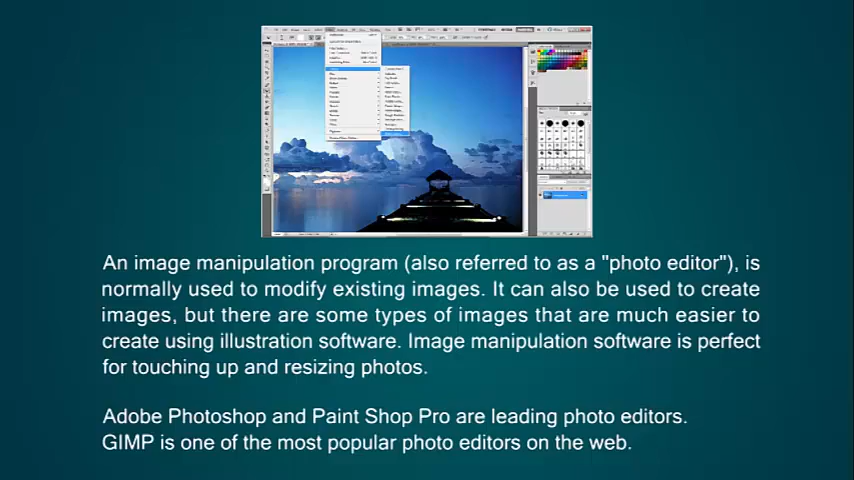 An image manipulation program (also referred to as a "photo editor"), is
normally used to modify existing images. It can also be used to create
images, but there are some types of images that are much easier to
create using illustration software. Image manipulation software is perfect
for touching up and resizing photos.
Adobe Photoshop and Paint Shop Pro are leading photo editors.
GIMP is one of the most popular photo editors on the web.